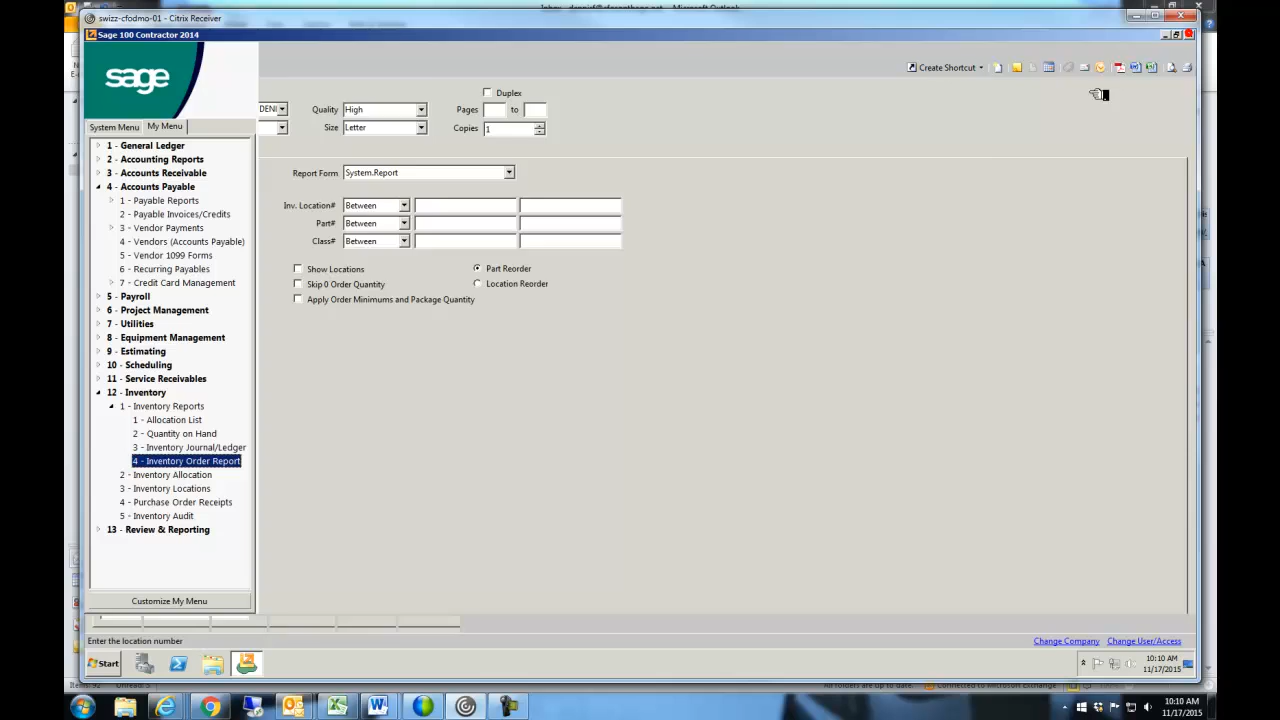 swizz-cfodmo-01 - Citrix Receiver
Sage 100 Contractor 2014
sage
Create Shortcut
System Menu
My Menu
DENI
Quality
High
Duplex
Pages
to
Size
Letter
Copies
1
Report Form
System.Report
Inv. Location#
Between
Part#
Between
Class#
Between
Show Locations
Part Reorder
Skip 0 Order Quantity
Location Reorder
Apply Order Minimums and Package Quantity
1 - General Ledger
2 - Accounting Reports
3 - Accounts Receivable
4 - Accounts Payable
1 - Payable Reports
2 - Payable Invoices/Credits
3 - Vendor Payments
4 - Vendors (Accounts Payable)
5 - Vendor 1099 Forms
6 - Recurring Payables
7 - Credit Card Management
5 - Payroll
6 - Project Management
7 - Utilities
8 - Equipment Management
9 - Estimating
10 - Scheduling
11 - Service Receivables
12 - Inventory
1 - Inventory Reports
1 - Allocation List
2 - Quantity on Hand
3 - Inventory Journal/Ledger
4 - Inventory Order Report
2 - Inventory Allocation
3 - Inventory Locations
4 - Purchase Order Receipts
5 - Inventory Audit
13 - Review & Reporting
Customize My Menu
Enter the location number
Change Company
Change User/Access
Start
10:10 AM
11/17/2015
10:10 AM
11/17/2015